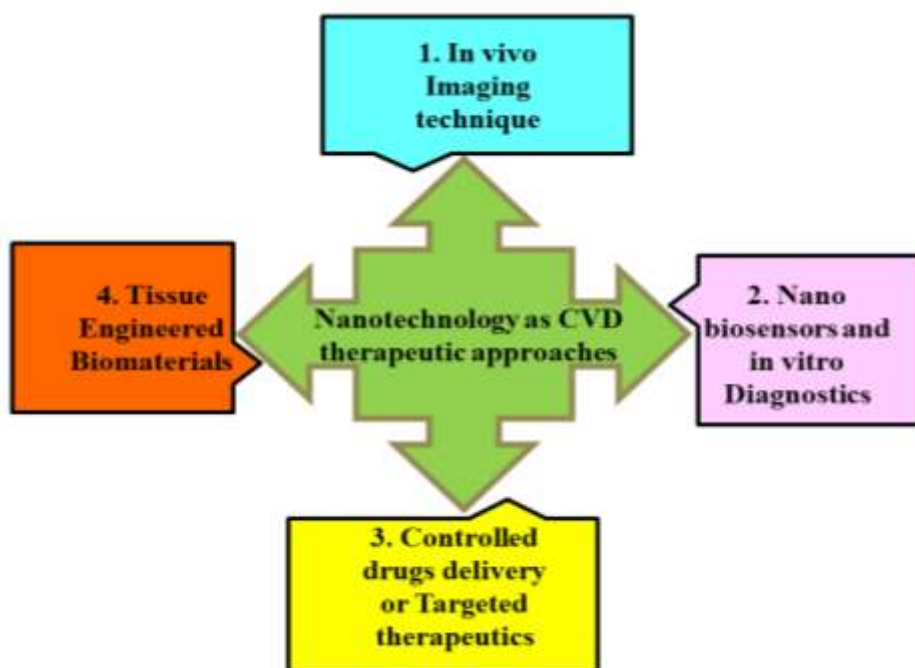 1. In vivo
Imaging
technique
4. Tissue
Engineered
Biomaterials
Nanotechnology as CVD
therapeutic approaches
2. Nano
biosensors and
in vitro
Diagnostics
3. Controlled
drugs delivery
or Targeted
therapeutics